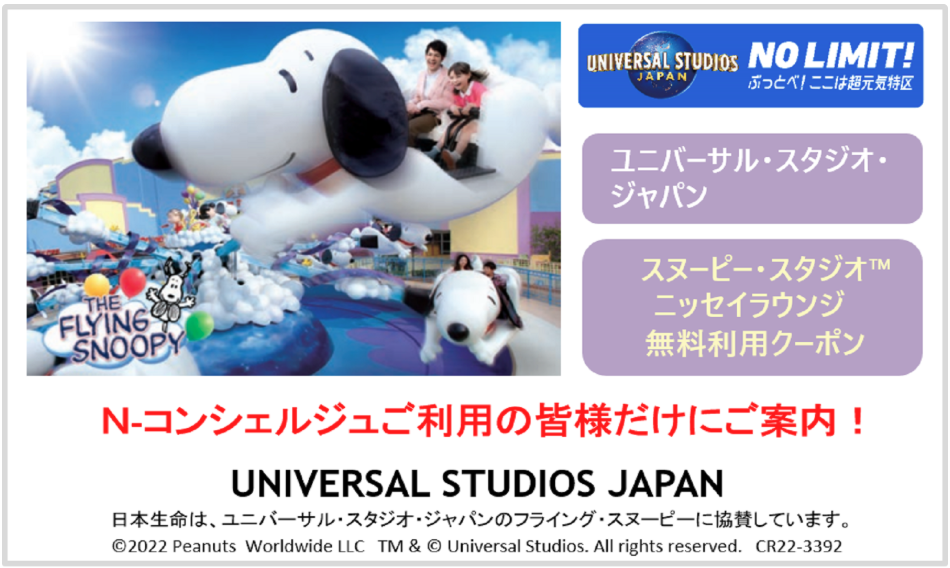 THE
FLYING
SNOOPY
UNIVERSAL STUDIOS
JAPAN
NO LIMIT!
ぶっとべ！ここは超元気特区
ユニバーサル・スタジオ・
ジャパン
スヌーピー・スタジオ™
ニッセイラウンジ
無料利用クーポン
N-コンシェルジュご利用の皆様だけにご案内！
UNIVERSAL STUDIOS JAPAN
日本生命は、ユニバーサル・スタジオ・ジャパンのフライング・スヌーピーに協賛しています。
©2022 Peanuts Worldwide LLC TM & © Universal Studios. All rights reserved. CR22-3392